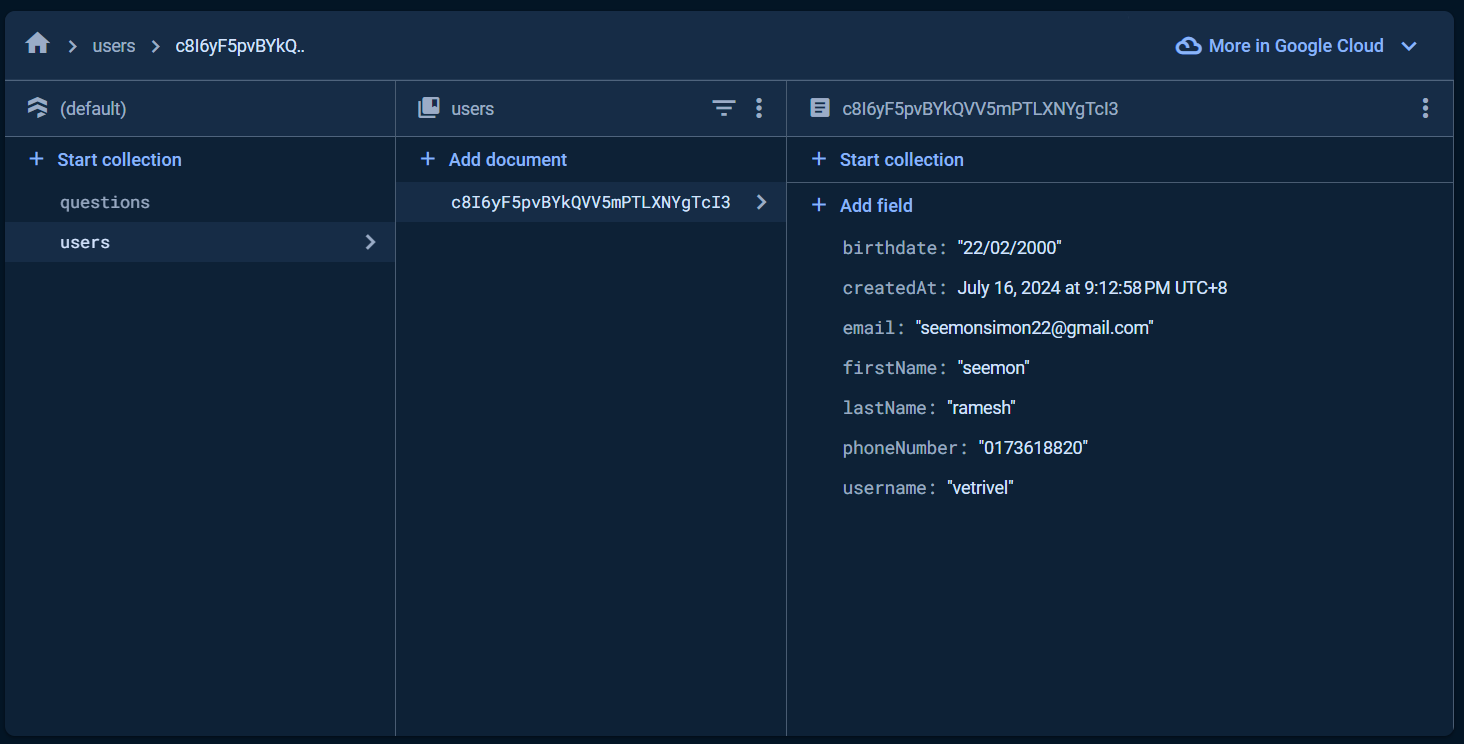 users c8I6yF5pvBYkQ.. More in Google Cloud
(default)
Start collection
questions
users
users
Add document
c8I6yF5pvBYkQVV5mPTLXNYgTcI3
c8I6yF5pvBYkQVV5mPTLXNYgTcI3
Start collection
Add field
birthdate: "22/02/2000"
createdAt: July 16, 2024 at 9:12:58 PM UTC+8
email: "seemonsimon22@gmail.com"
firstName: "seemon"
lastName: "ramesh"
phoneNumber: "0173618820"
username: "vetrivel"